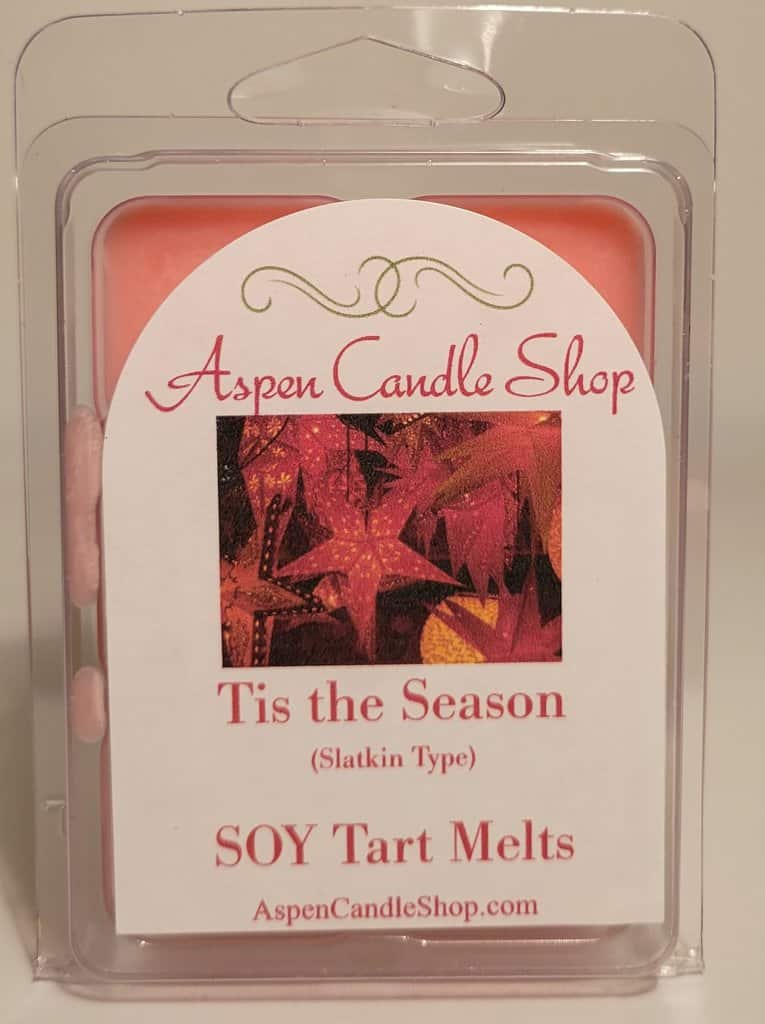 Aspen Candle Shop
Tis the Season
(Slatkin Type)
SOY Tart Melts
AspenCandleShop.com